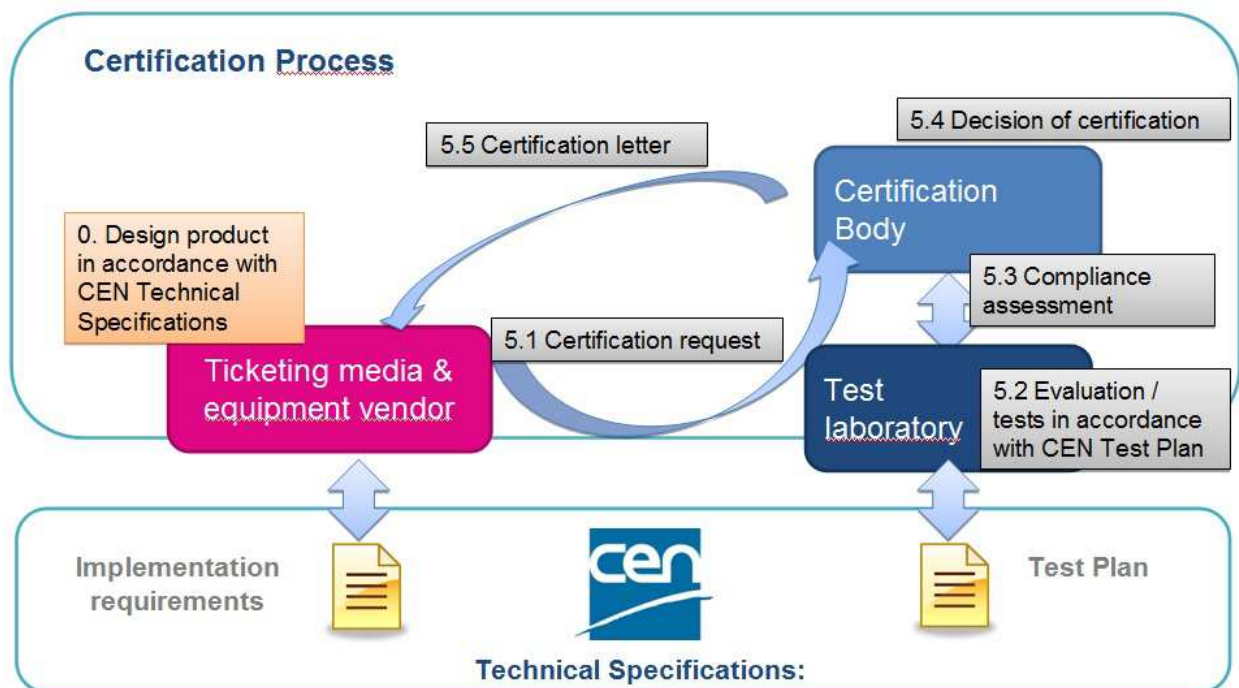 Certification Process
5.4 Decision of certification
5.5 Certification letter
Certification
Body
0. Design product
in accordance with
CEN Technical
Specifications
5.3 Compliance
assessment
5.1 Certification request
Ticketing media &
equipment vendor
Test
laboratory
5.2 Evaluation /
tests in accordance
with CEN Test Plan
Implementation
requirements
cen
Test Plan
Technical Specifications: